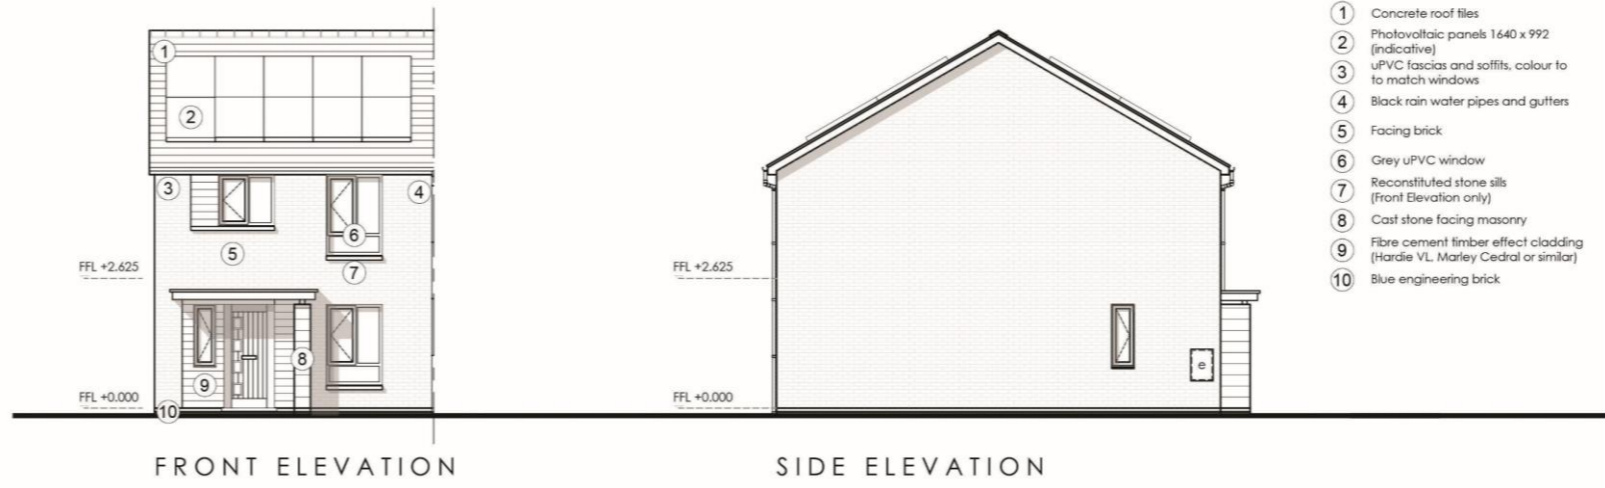 1
2
3
4
5
6
7
8
9
10
FFL +2.625
FFL +0.000
FRONT ELEVATION
FFL +2.625
FFL +0.000
e
SIDE ELEVATION
1 Concrete roof tiles
2 Photovoltaic panels 1640 x 992
(indicative)
3 uPVC fascias and soffits, colour to
to match windows
4 Black rain water pipes and gutters
5 Facing brick
6 Grey uPVC window
7 Reconstituted stone sills
(Front Elevation only)
8 Cast stone facing masonry
9 Fibre cement timber effect cladding
(Hardie VL, Marley Cedral or similar)
10 Blue engineering brick